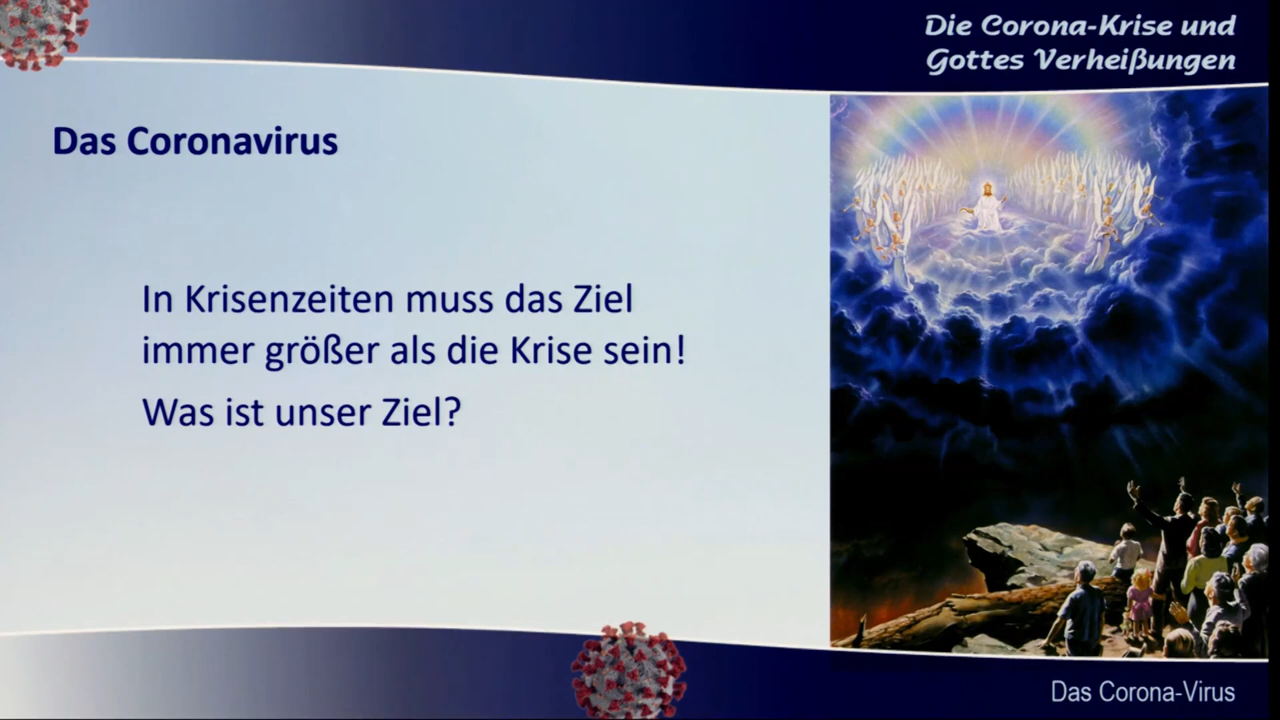 Die Corona-Krise und
Gottes Verheißungen
Das Coronavirus
In Krisenzeiten muss das Ziel
immer größer als die Krise sein!
Was ist unser Ziel?
Das Corona-Virus